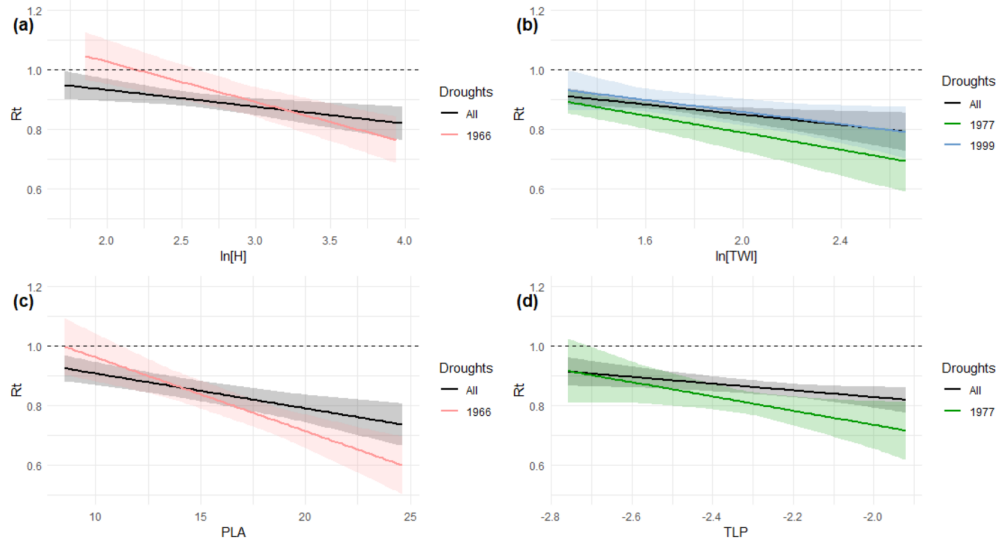 (a)
1.2
1.0
0.8
0.6
Rt
2.0 2.5 3.0 3.5 4.0
ln[H]
Droughts
All
1966
(b)
1.2
1.0
0.8
0.6
Rt
1.6 2.0 2.4
ln[TWI]
Droughts
All
1977
1999
(c)
1.2
1.0
0.8
0.6
Rt
10 15 20 25
PLA
Droughts
All
1966
(d)
1.2
1.0
0.8
0.6
Rt
-2.8 -2.6 -2.4 -2.2 -2.0
TLP
Droughts
All
1977